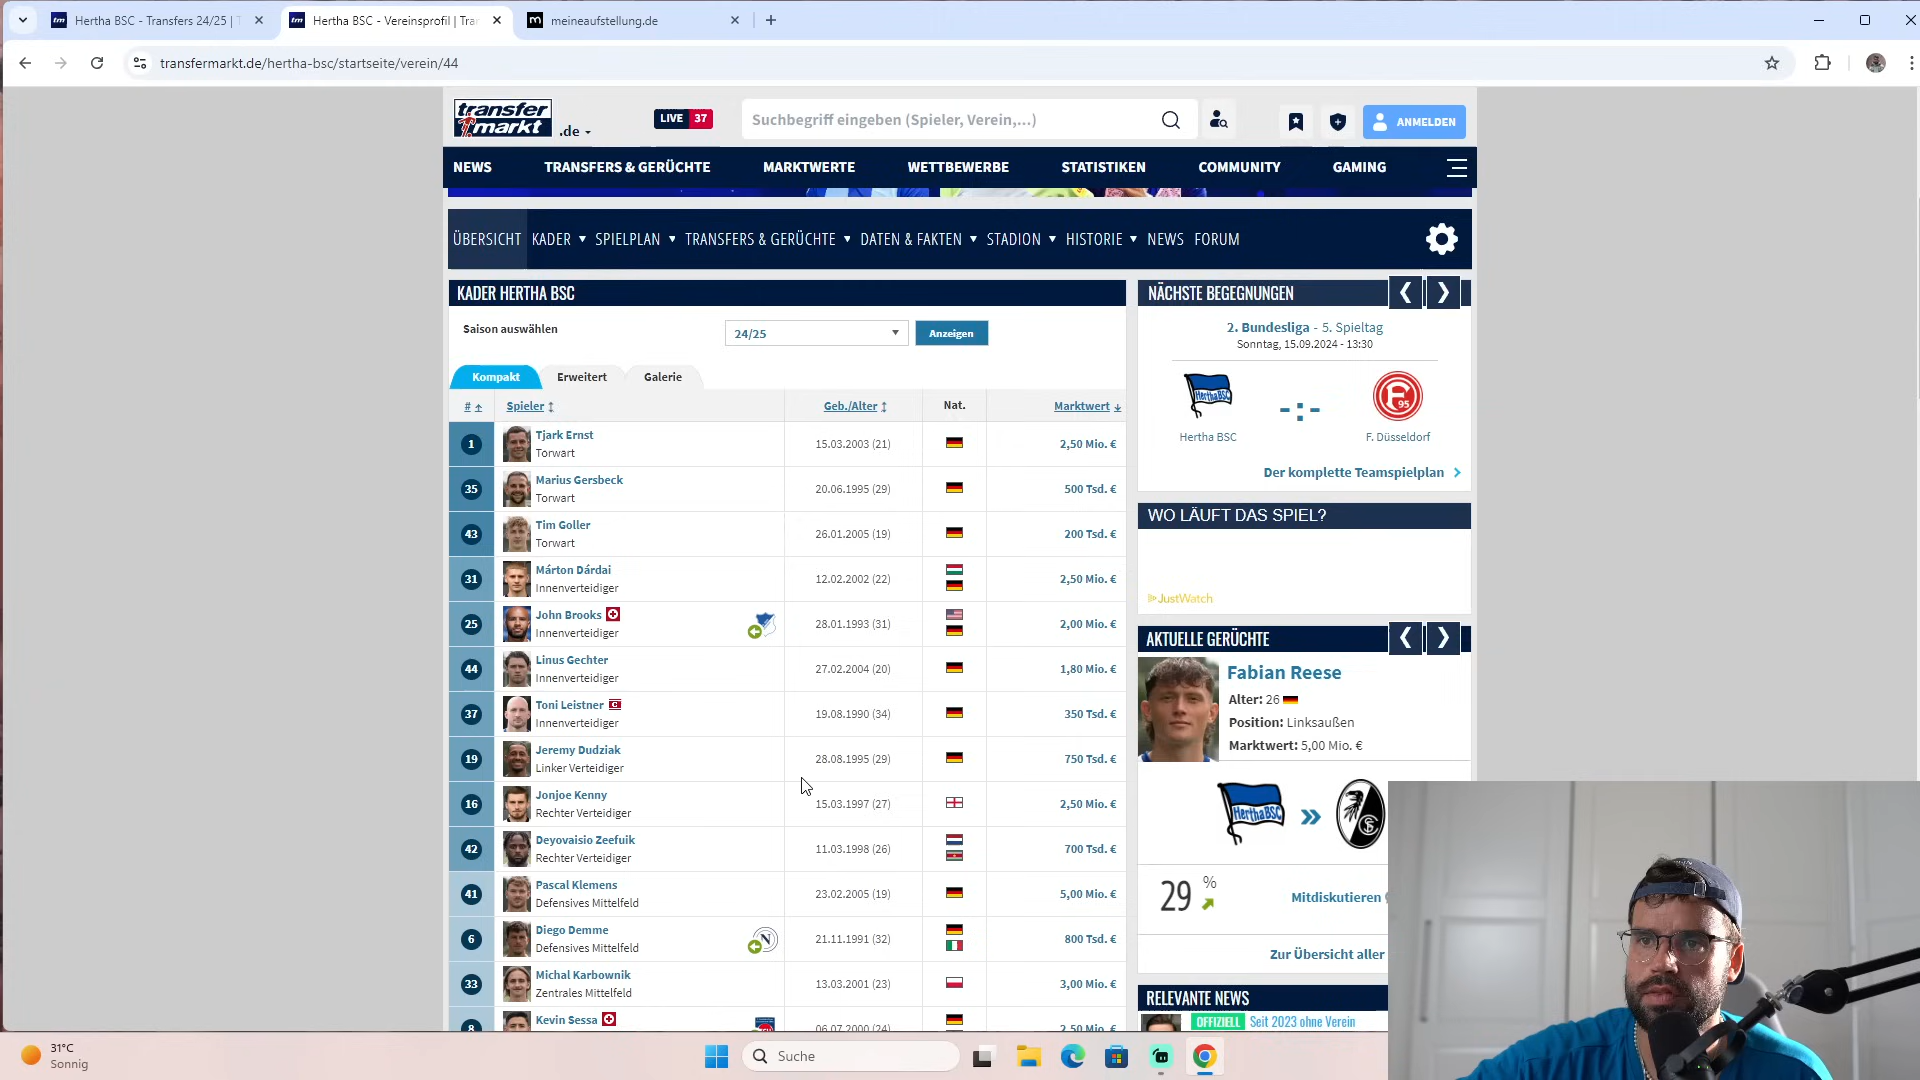 Hertha BSC - Transfers 24/25 |
Hertha BSC - Vereinsprofil | Tra
meineaufstellung.de
transfermarkt.de/hertha-bsc/startseite/verein/44
transfer
markt
.de
LIVE 37
Suchbegriff eingeben (Spieler, Verein,...)
ANMELDEN
NEWS TRANSFERS & GERÜCHTE MARKTWERTE WETTBEWERBE STATISTIKEN COMMUNITY GAMING
ÜBERSICHT KADER SPIELPLAN TRANSFERS & GERÜCHTE DATEN & FAKTEN STADION HISTORIE NEWS FORUM
KADER HERTHA BSC
Saison auswählen
24/25
Anzeigen
Kompakt Erweitert Galerie
# Spieler Geb./Alter Nat. Marktwert
1 Tjark Ernst 15.03.2003 (21) 2,50 Mio. €
Torwart
35 Marius Gersbeck 20.06.1995 (29) 500 Tsd. €
Torwart
43 Tim Goller 26.01.2005 (19) 200 Tsd. €
Torwart
31 Márton Dárdai 12.02.2002 (22) 2,50 Mio. €
Innenverteidiger
25 John Brooks 28.01.1993 (31) 2,00 Mio. €
Innenverteidiger
44 Linus Gechter 27.02.2004 (20) 1,80 Mio. €
Innenverteidiger
37 Toni Leistner 19.08.1990 (34) 350 Tsd. €
Innenverteidiger
19 Jeremy Dudziak 28.08.1995 (29) 750 Tsd. €
Linker Verteidiger
16 Jonjoe Kenny 15.03.1997 (27) 2,50 Mio. €
Rechter Verteidiger
42 Deyovaisio Zeefuik 11.03.1998 (26) 700 Tsd. €
Rechter Verteidiger
41 Pascal Klemens 23.02.2005 (19) 5,00 Mio. €
Defensives Mittelfeld
6 Diego Demme 21.11.1991 (32) 800 Tsd. €
Defensives Mittelfeld
33 Michal Karbownik 13.03.2001 (23) 3,00 Mio. €
Zentrales Mittelfeld
8 Kevin Sessa 06.07.2000 (24) 2,50 Mio. €
NÄCHSTE BEGEGNUNGEN
2. Bundesliga - 5. Spieltag
Sonntag, 15.09.2024 - 13:30
HerthaBSC
-:-
F
95
Hertha BSC F. Düsseldorf
Der komplette Teamspielplan
WO LÄUFT DAS SPIEL?
JustWatch
AKTUELLE GERÜCHTE
Fabian Reese
Alter: 26
Position: Linksaußen
Marktwert: 5,00 Mio. €
HerthaBSC
29 %
Mitdiskutieren
Zur Übersicht aller
RELEVANTE NEWS
OFFIZIELL Seit 2023 ohne Verein
31°C
Sonnig
Suche